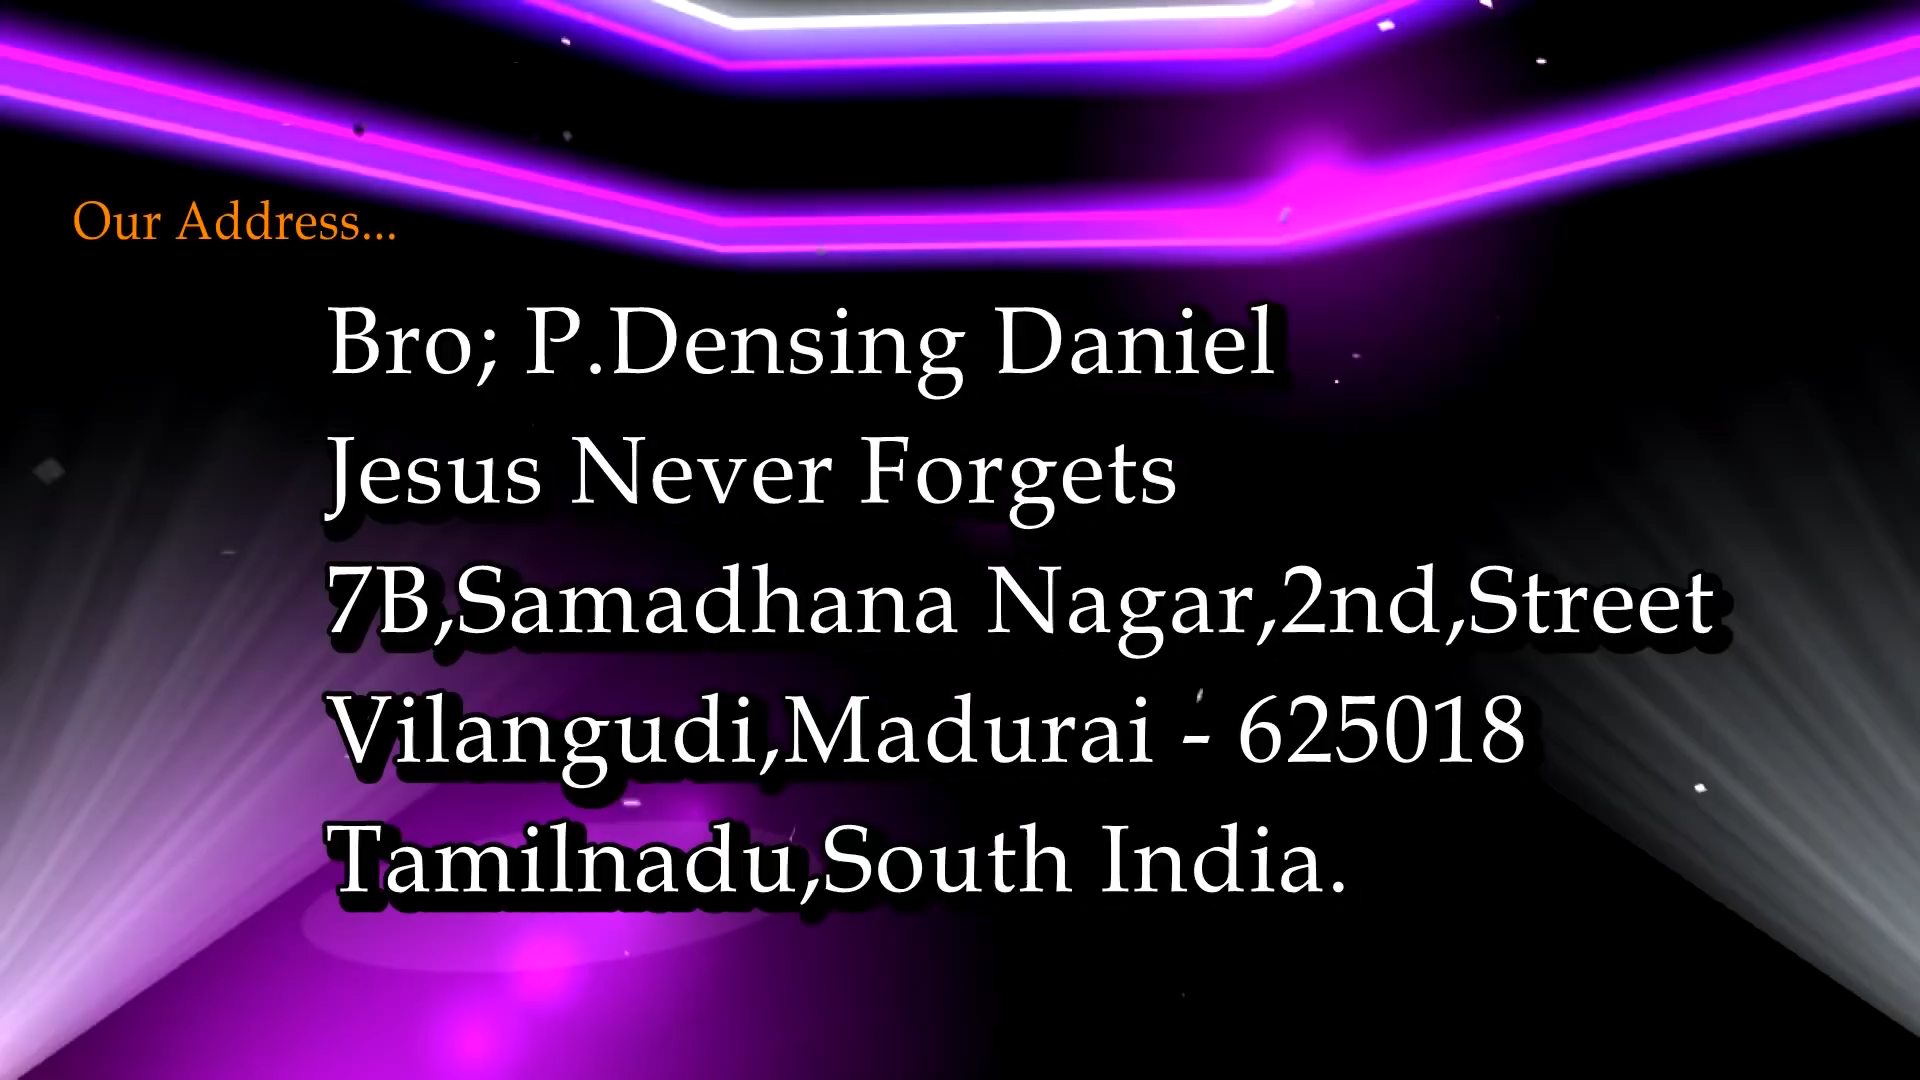 Our Address...
Bro; P.Densing Daniel
Jesus Never Forgets
7B,Samadhana Nagar,2nd,Street
Vilangudi,Madurai - 625018
Tamilnadu,South India.